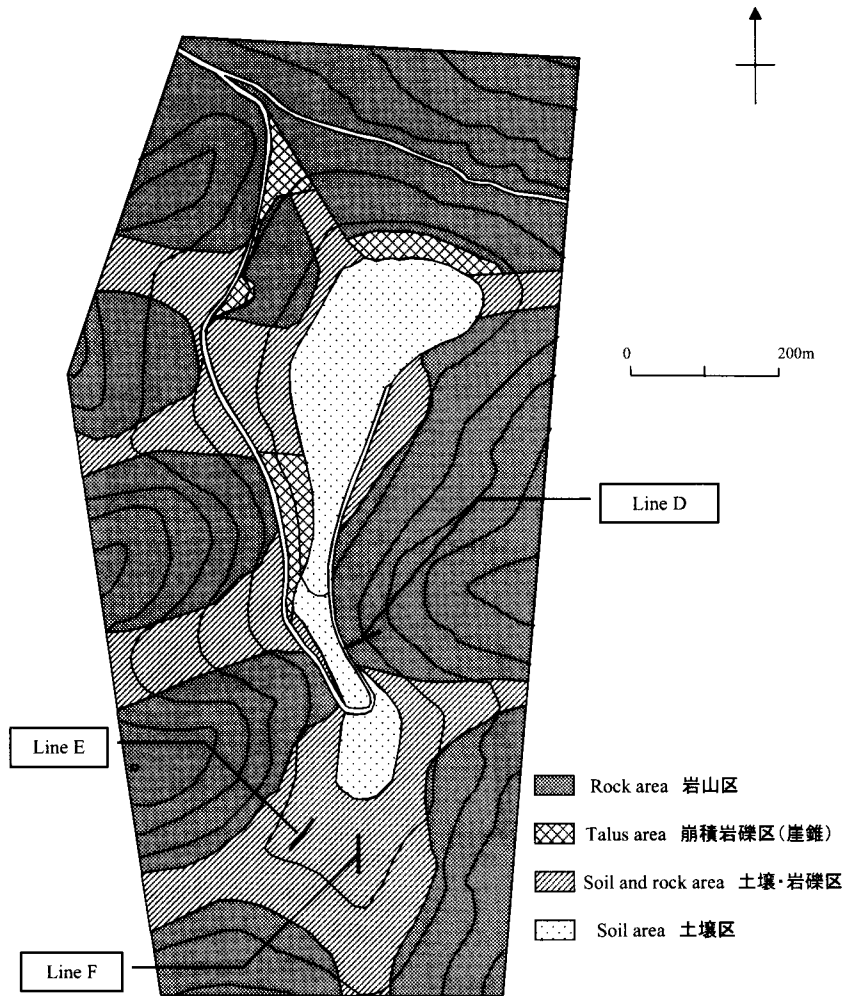 0 200m
Line D
Line E
Line F
Rock area 岩山区
Talus area 崩積岩礫区(崖錐)
Soil and rock area 土壌・岩礫区
Soil area 土壌区